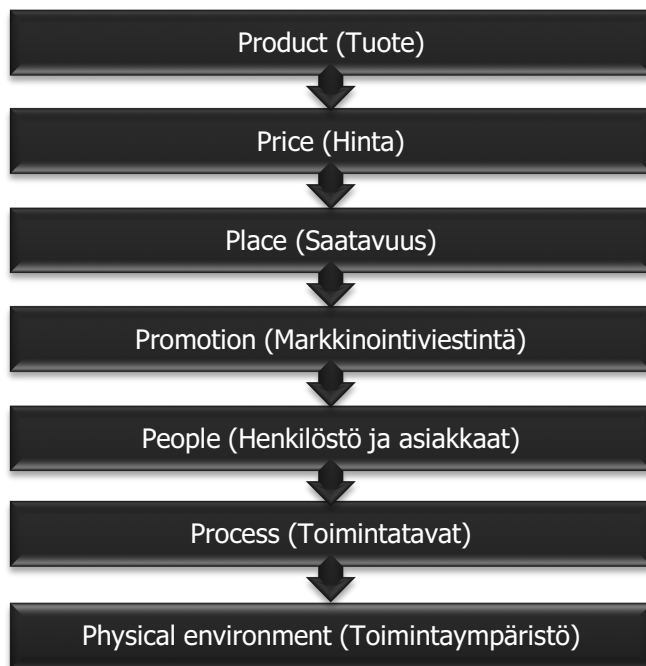 Product (Tuote)
Price (Hinta)
Place (Saatavuus)
Promotion (Markkinointiviestintä)
People (Henkilöstö ja asiakkaat)
Process (Toimintatavat)
Physical environment (Toimintaympäristö)